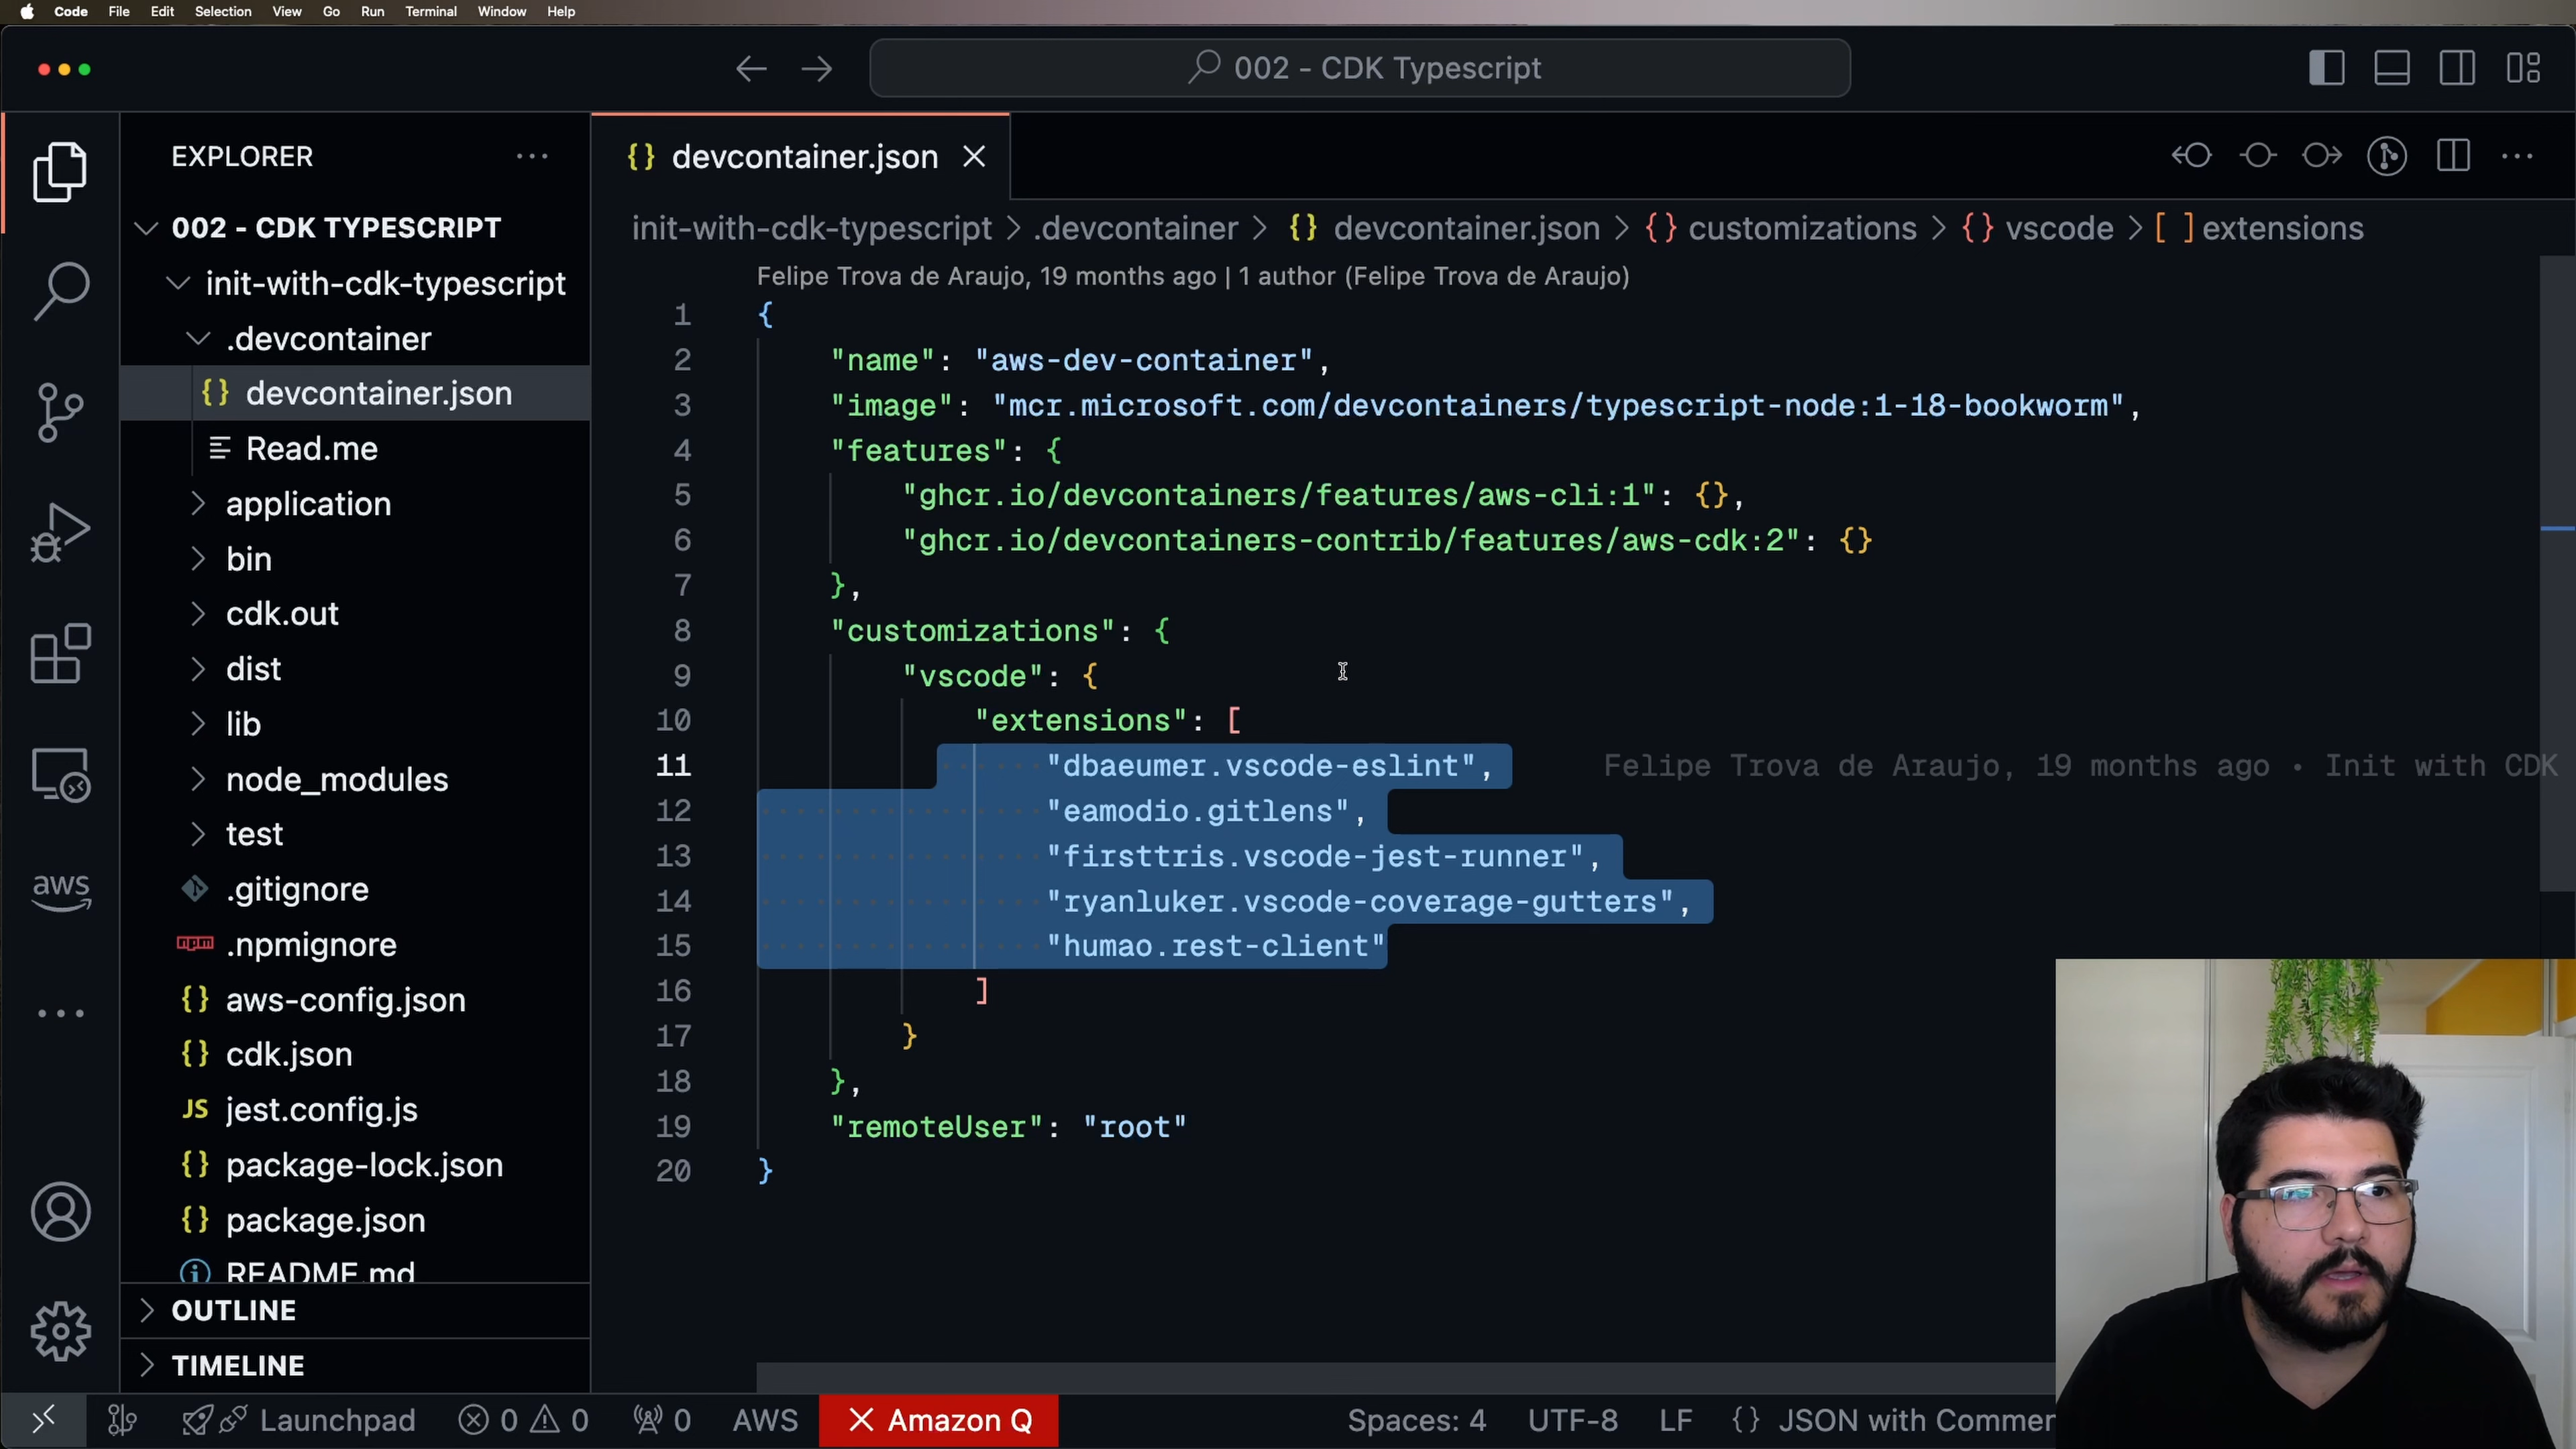 Code File Edit Selection View Go Run Terminal Window Help
002 - CDK Typescript
EXPLORER
002 - CDK TYPESCRIPT
init-with-cdk-typescript
.devcontainer
{} devcontainer.json
Read.me
application
bin
cdk.out
dist
lib
node_modules
test
.gitignore
npm .npmignore
{} aws-config.json
{} cdk.json
JS jest.config.js
{} package-lock.json
{} package.json
README.md
OUTLINE
TIMELINE
aws
{} devcontainer.json
init-with-cdk-typescript > .devcontainer > {} devcontainer.json > {} customizations > {} vscode > [ ] extensions
Felipe Trova de Araujo, 19 months ago | 1 author (Felipe Trova de Araujo)
1 {
2 "name": "aws-dev-container",
3 "image": "mcr.microsoft.com/devcontainers/typescript-node:1-18-bookworm",
4 "features": {
5 "ghcr.io/devcontainers/features/aws-cli:1": {},
6 "ghcr.io/devcontainers-contrib/features/aws-cdk:2": {}
7 },
8 "customizations": {
9 "vscode": {
10 "extensions": [
11 "dbaeumer.vscode-eslint", Felipe Trova de Araujo, 19 months ago • Init with CDK
12 "eamodio.gitlens",
13 "firsttris.vscode-jest-runner",
14 "ryanluker.vscode-coverage-gutters",
15 "humao.rest-client"
16 ]
17 }
18 },
19 "remoteUser": "root"
20 }
Launchpad 0 0 0 AWS Amazon Q Spaces: 4 UTF-8 LF {} JSON with Commen